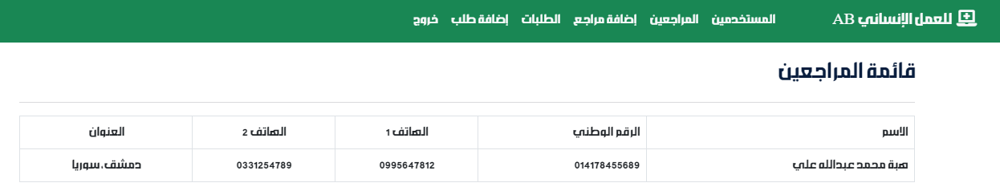 للعمل الإنساني AB المستخدمين المراجعين إضافة مراجع الطلبات إضافة طلب خروج
قائمة المراجعين
الاسم الرقم الوطني الهاتف 1 الهاتف 2 العنوان
هبة محمد عبدالله علي 014178455689 0995647812 0331254789 دمشق، سوريا